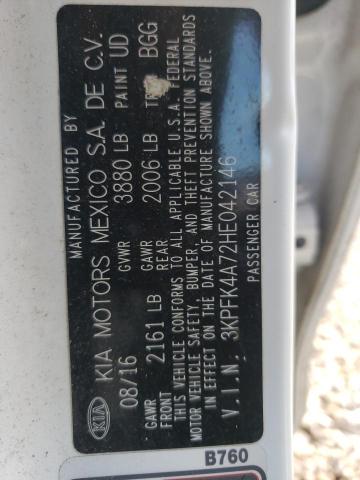 MANUFACTURED BY
KIA KIA MOTORS MEXICO S.A. DE C.V.
08/16 GVWR 3880 LB PAINT UD
GAWR FRONT 2161 LB GAWR REAR 2006 LB BGG
THIS VEHICLE CONFORMS TO ALL APPLICABLE U.S.A. FEDERAL
MOTOR VEHICLE SAFETY, BUMPER, AND THEFT PREVENTION STANDARDS
IN EFFECT ON THE DATE OF MANUFACTURE SHOWN ABOVE.
V.I.N: 3KPFK4A72HE042146
PASSENGER CAR
B760